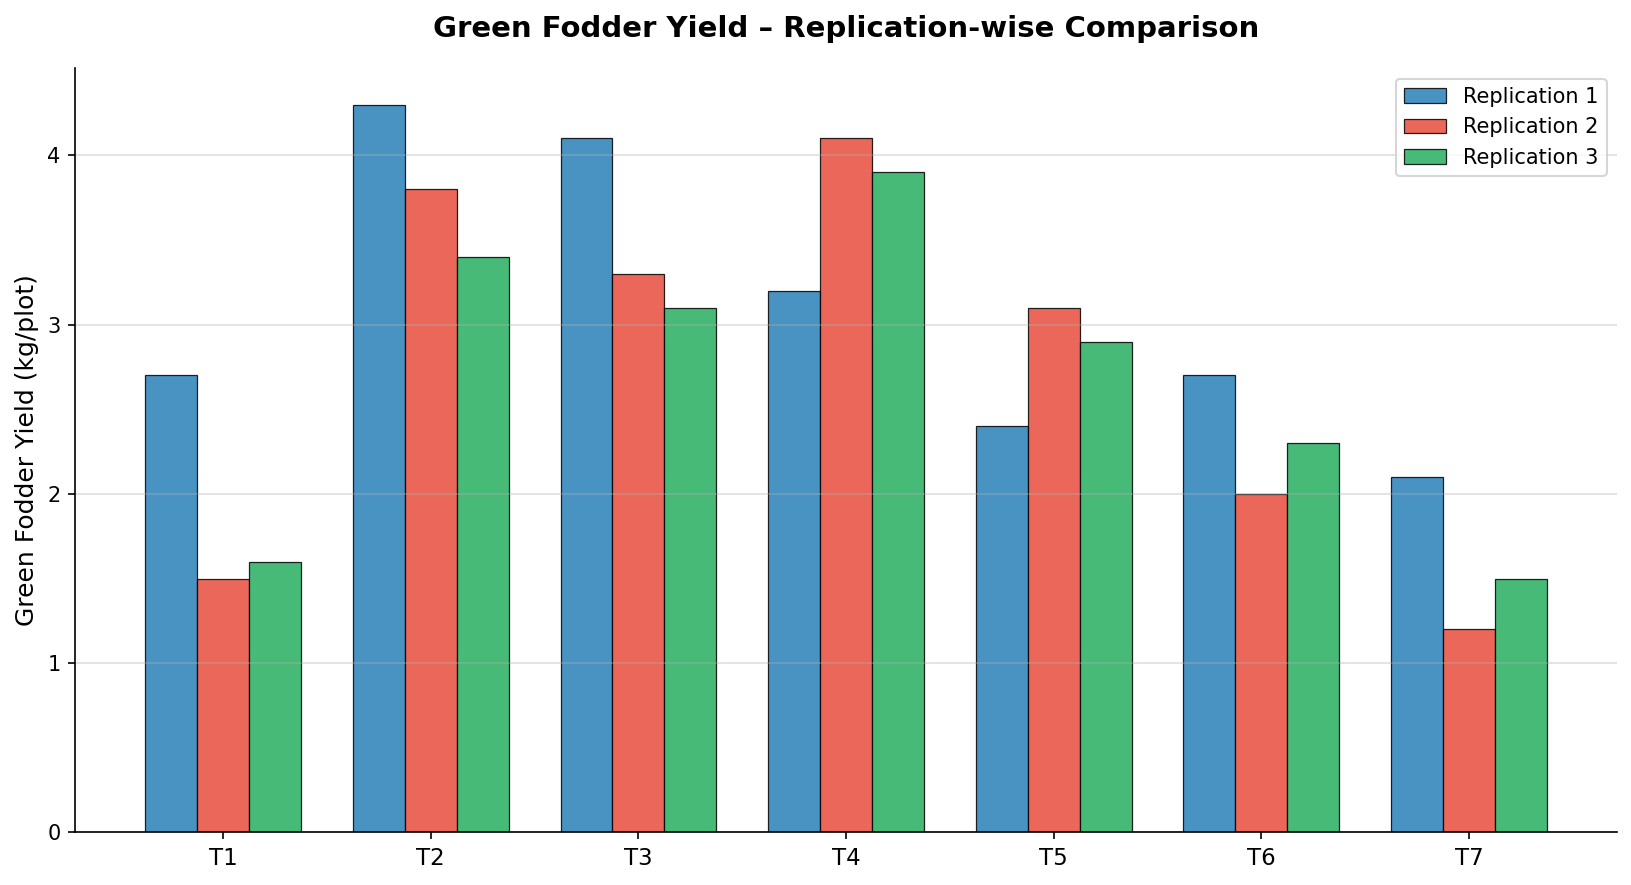 Green Fodder Yield – Replication-wise Comparison
Replication 1
Replication 2
Replication 3
Green Fodder Yield (kg/plot)
4
3
2
1
0
T1 T2 T3 T4 T5 T6 T7